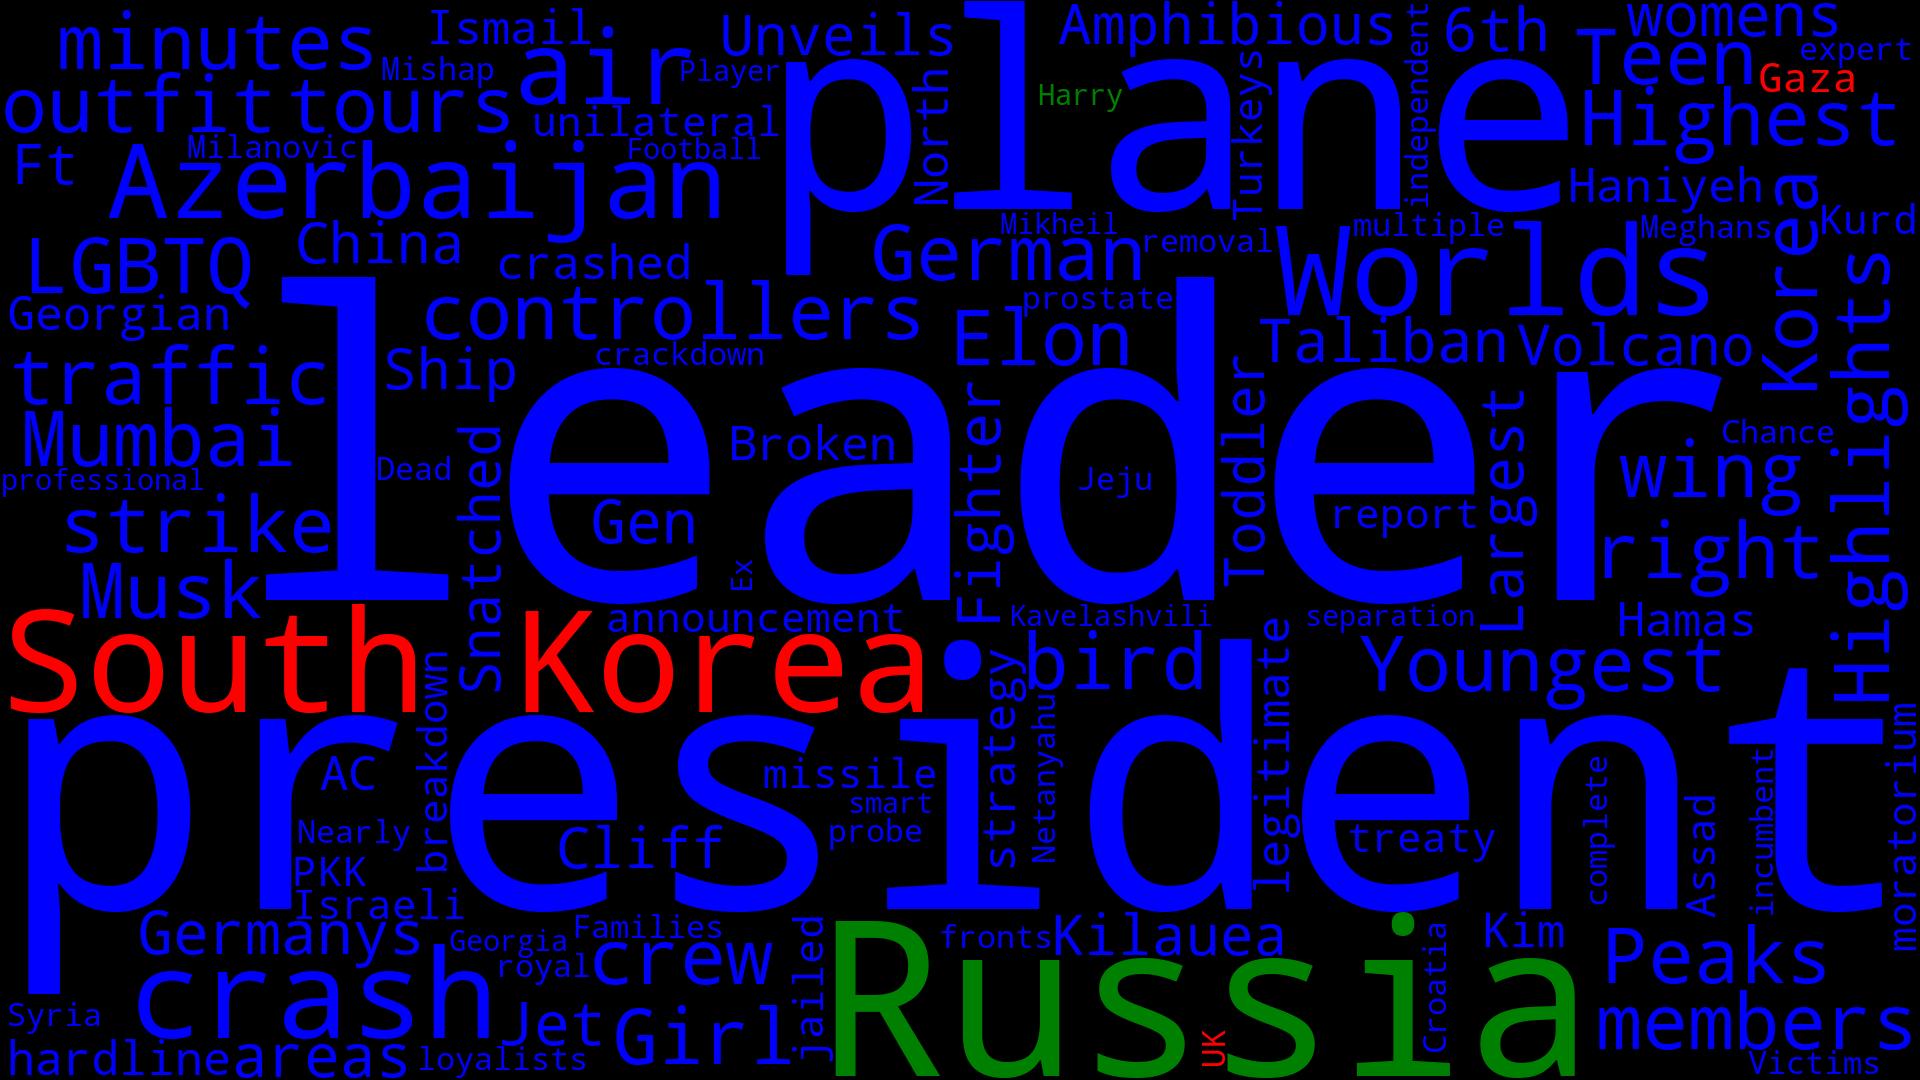 minutes
Ismail
Unveils
Amphibious
6th
womens
Mishap
air
Player
plane
Harry
Turkeys
independent
Teen
expert
Gaza
outfit
tours
unilateral
Norths
Highest
Ft
Milanovic
Azerbaijan
Football
Haniyeh
Korea
Kurd
LGBTQ
China
crashed
German
Mikheil
removal
Worlds
multiple
Meghans
Highlights
Georgian
controllers
prostate
Elon
Taliban
Volcano
traffic
Ship
crackdown
leader
Mumbai
Dead
Broken
Fighter
Jeju
Toddler
Largest
Chance
wing
professional
Snatched
strike
Gen
report
right
Musk
Ex
announcement
Kavelashvili
separation
Hamas
South Korea
bird
Youngest
president
breakdown
strategy
Netanyahu
legitimate
AC
missile
smart
probe
Nearly
Cliff
treaty
complete
Assad
incumbent
moratorium
PKK
Israeli
Germanys
Georgia
Families
fronts
Kilauea
Croatia
Kim
Peaks
crash
royal
crew
jailed
Russia
UK
Syria
Jet
Girl
members
hardline
areas
loyalists
Victims